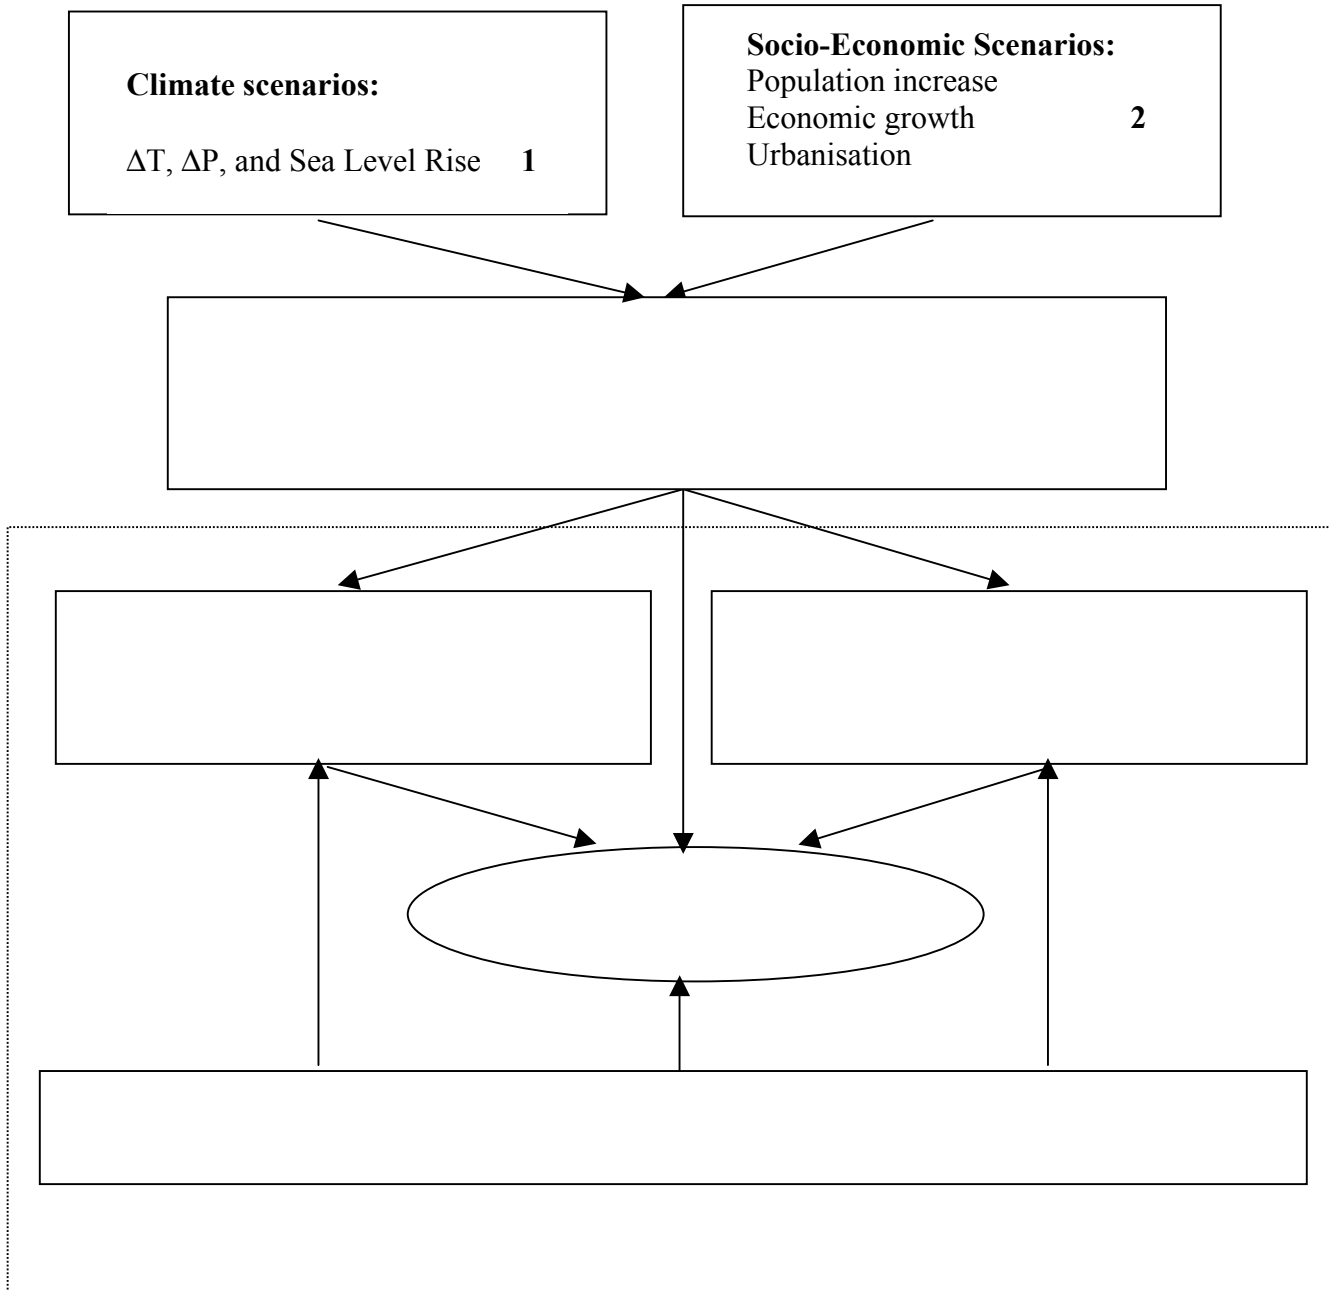 Climate scenarios:
ΔT, ΔP, and Sea Level Rise 1
Socio-Economic Scenarios:
Population increase
Economic growth 2
Urbanisation